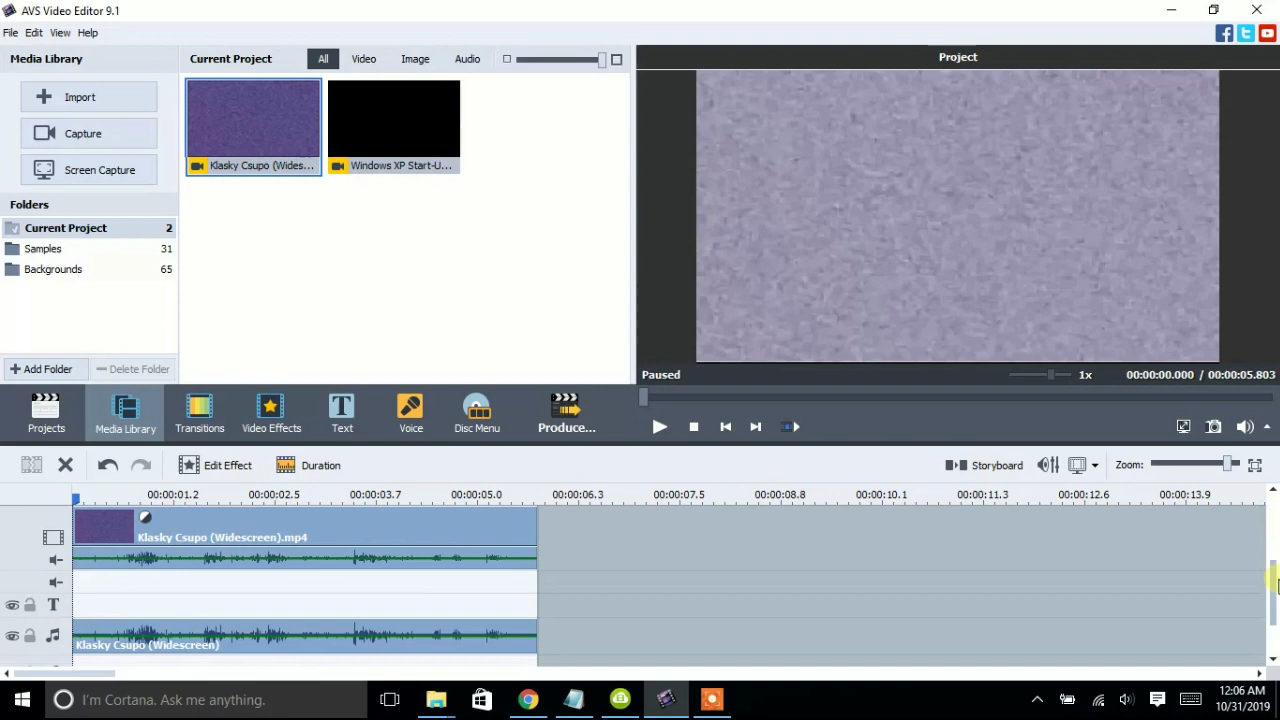 AVS Video Editor 9.1
File Edit View Help
Media Library
Current Project All Video Image Audio
Project
Import
Capture
Screen Capture
Klasky Csupo (Wides...
Windows XP Start-U...
Folders
Current Project 2
Samples 31
Backgrounds 65
Add Folder
Delete Folder
Paused 1x 00:00:00.000 / 00:00:05.803
Projects Media Library Transitions Video Effects Text Voice Disc Menu Produce...
T
Edit Effect Duration Storyboard Zoom:
00:00:01.2 00:00:02.5 00:00:03.7 00:00:05.0 00:00:06.3 00:00:07.5 00:00:08.8 00:00:10.1 00:00:11.3 00:00:12.6 00:00:13.9
Klasky Csupo (Widescreen).mp4
T
Klasky Csupo (Widescreen)
I'm Cortana. Ask me anything.
12:06 AM
10/31/2019